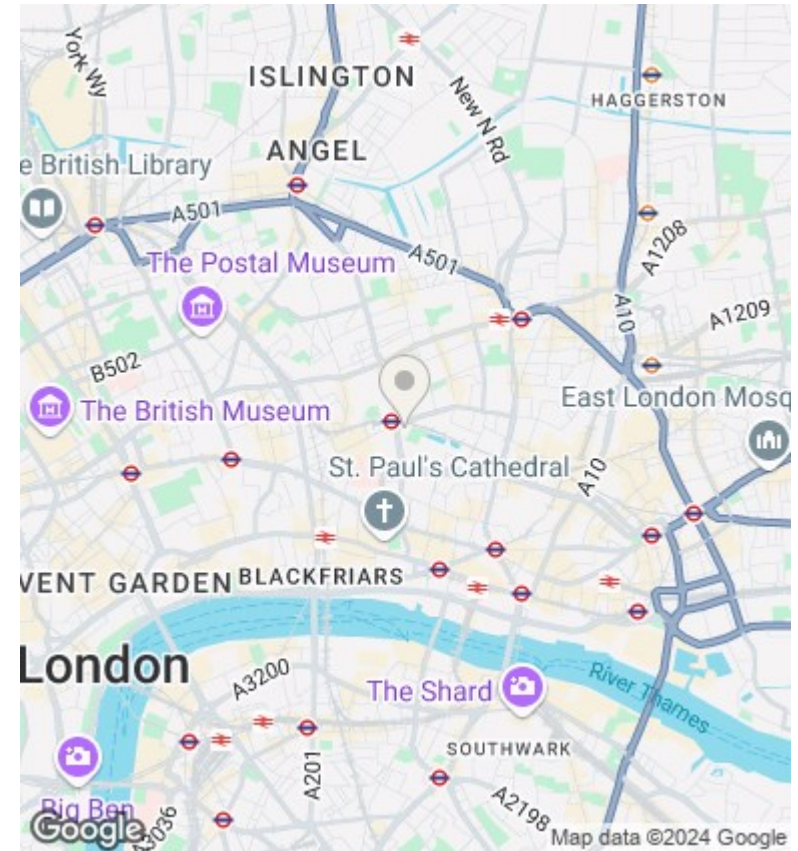 York Wy
ISLINGTON
New N Rd
HAGGERSTON
ANGEL
e British Library
A501
A1208
The Postal Museum
A501
A10
A1209
B502
The British Museum
East London Mosq
St. Paul's Cathedral
A10
VENT GARDEN
BLACKFRIARS
London
A3200
The Shard
River Thames
A201
SOUTHWARK
Big Ben
A2198
Google
A3036
Map data ©2024 Google